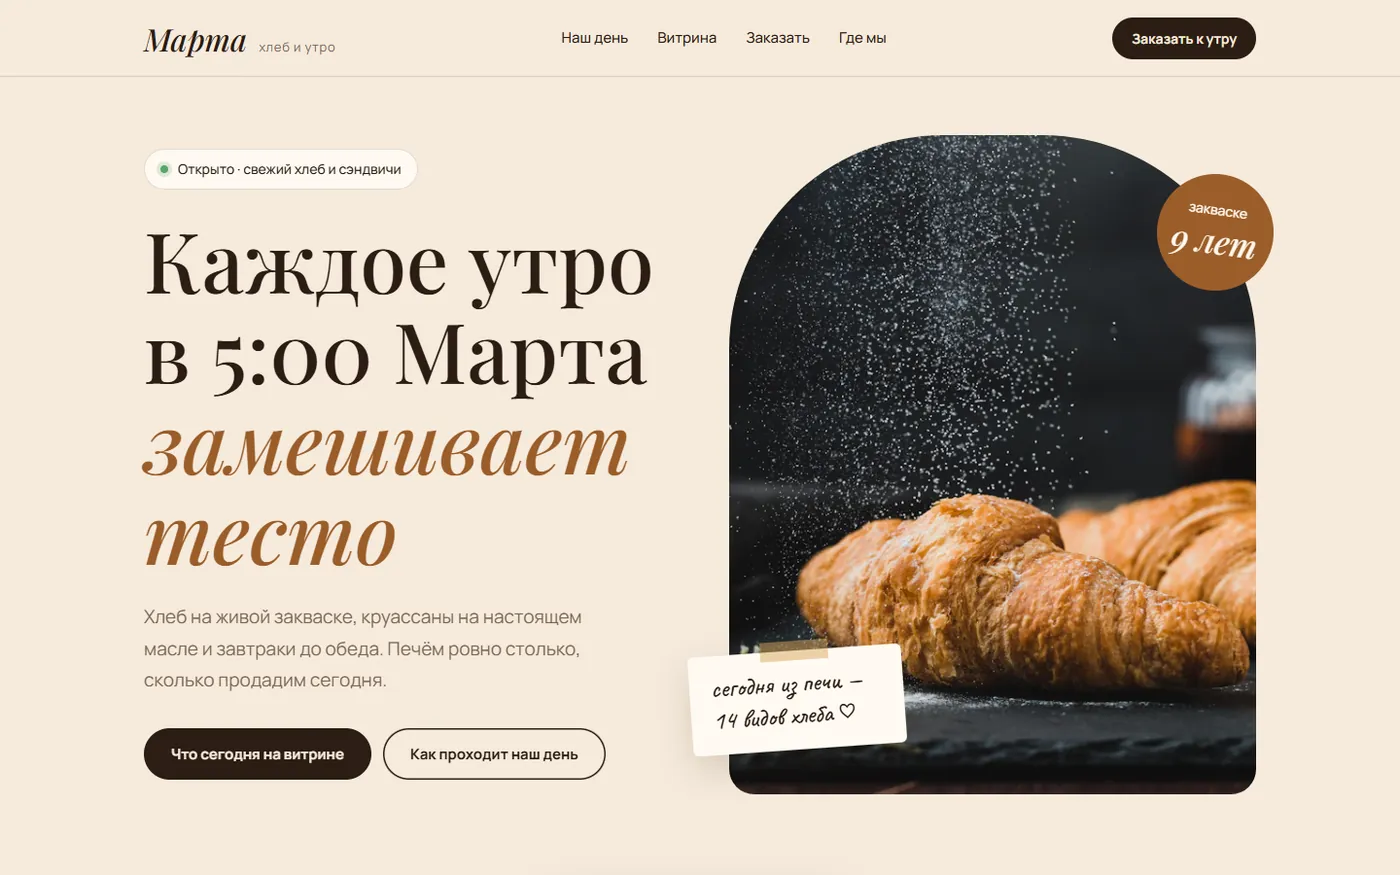 Марта хлеб и утро
Наш день Витрина Заказать Где мы
Заказать к утру
Открыто · свежий хлеб и сэндвичи
Каждое утро
в 5:00 Марта
замешивает
тесто
Хлеб на живой закваске, круассаны на настоящем
масле и завтраки до обеда. Печём ровно столько,
сколько продадим сегодня.
Что сегодня на витрине
Как проходит наш день
закваске
9 лет
сегодня из печи —
14 видов хлеба ♡